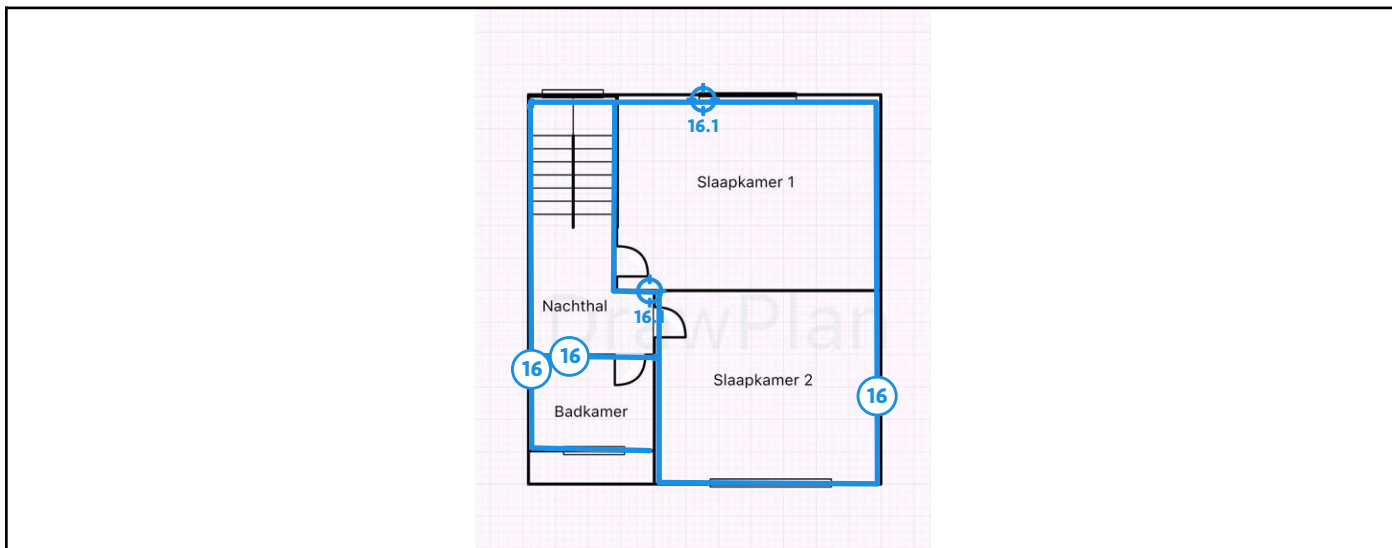 16.1
Slaapkamer 1
Nachthal
16.1
DrawPlan
16
16
Slaapkamer 2
16
Badkamer